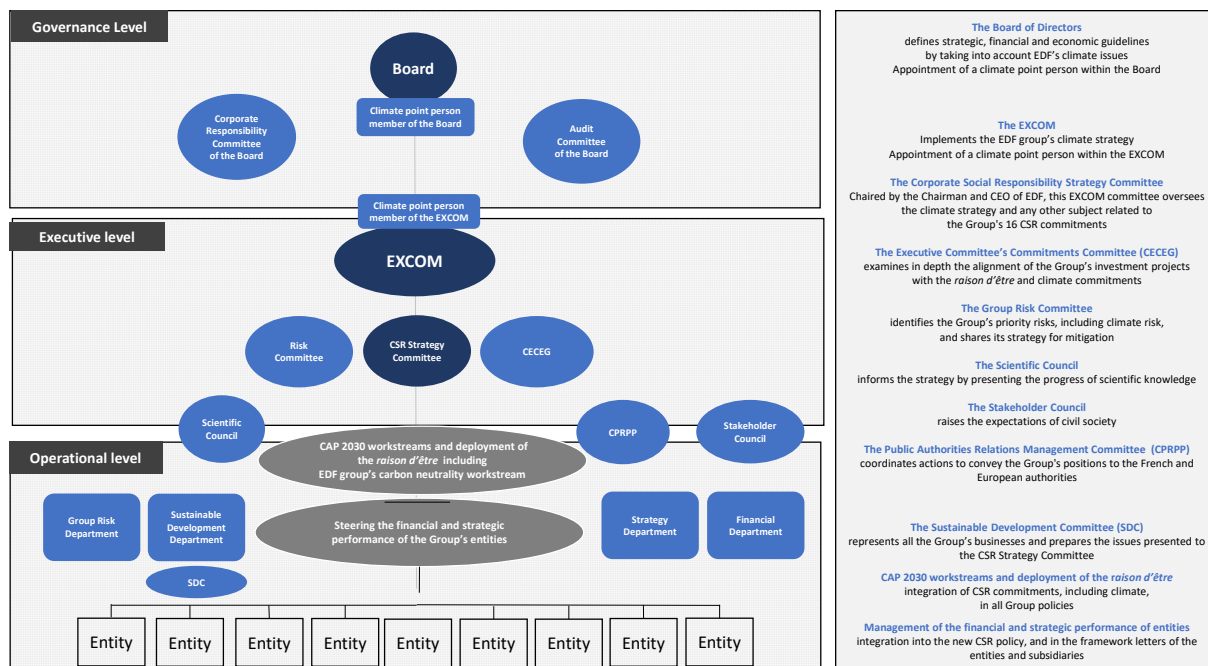 Governance Level
Board
Climate point person
member of the Board
Corporate
Responsibility
Committee
of the Board
Audit
Committee
of the Board
Climate point person
member of the EXCOM
Executive level
EXCOM
Risk
Committee
CSR Strategy
Committee
CECEG
Scientific
Council
CPRPP
Stakeholder
Council
Operational level
CAP 2030 workstreams and deployment of
the raison d'être including
EDF group's carbon neutrality workstream
Group Risk
Department
Sustainable
Development
Department
Steering the financial and strategic
performance of the Group's entities
Strategy
Department
Financial
Department
SDC
Entity
Entity
Entity
Entity
Entity
Entity
Entity
Entity
Entity
The Board of Directors
defines strategic, financial and economic guidelines
by taking into account EDF's climate issues
Appointment of a climate point person within the Board
The EXCOM
Implements the EDF group's climate strategy
Appointment of a climate point person within the EXCOM
The Corporate Social Responsibility Strategy Committee
Chaired by the Chairman and CEO of EDF, this EXCOM committee oversees
the climate strategy and any other subject related to
the Group's 16 CSR commitments
The Executive Committee's Commitments Committee (CECEG)
examines in depth the alignment of the Group's investment projects
with the raison d'être and climate commitments
The Group Risk Committee
identifies the Group's priority risks, including climate risk,
and shares its strategy for mitigation
The Scientific Council
informs the strategy by presenting the progress of scientific knowledge
The Stakeholder Council
raises the expectations of civil society
The Public Authorities Relations Management Committee (CPRPP)
coordinates actions to convey the Group's positions to the French and
European authorities
The Sustainable Development Committee (SDC)
represents all the Group's businesses and prepares the issues presented to
the CSR Strategy Committee
CAP 2030 workstreams and deployment of the raison d'être
integration of CSR commitments, including climate,
in all Group policies
Management of the financial and strategic performance of entities
integration into the new CSR policy, and in the framework letters of the
entities and subsidiaries